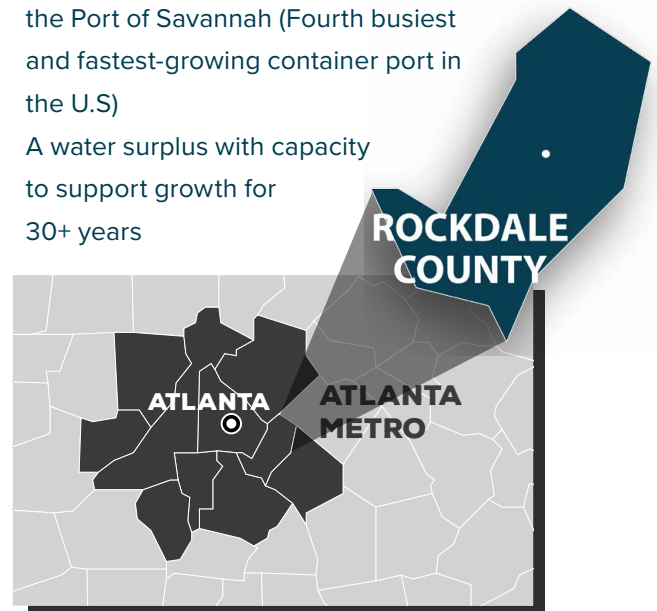 the Port of Savannah (Fourth busiest
and fastest-growing container port in
the U.S)
A water surplus with capacity
to support growth for
30+ years
ROCKDALE
COUNTY
ATLANTA
ATLANTA
METRO